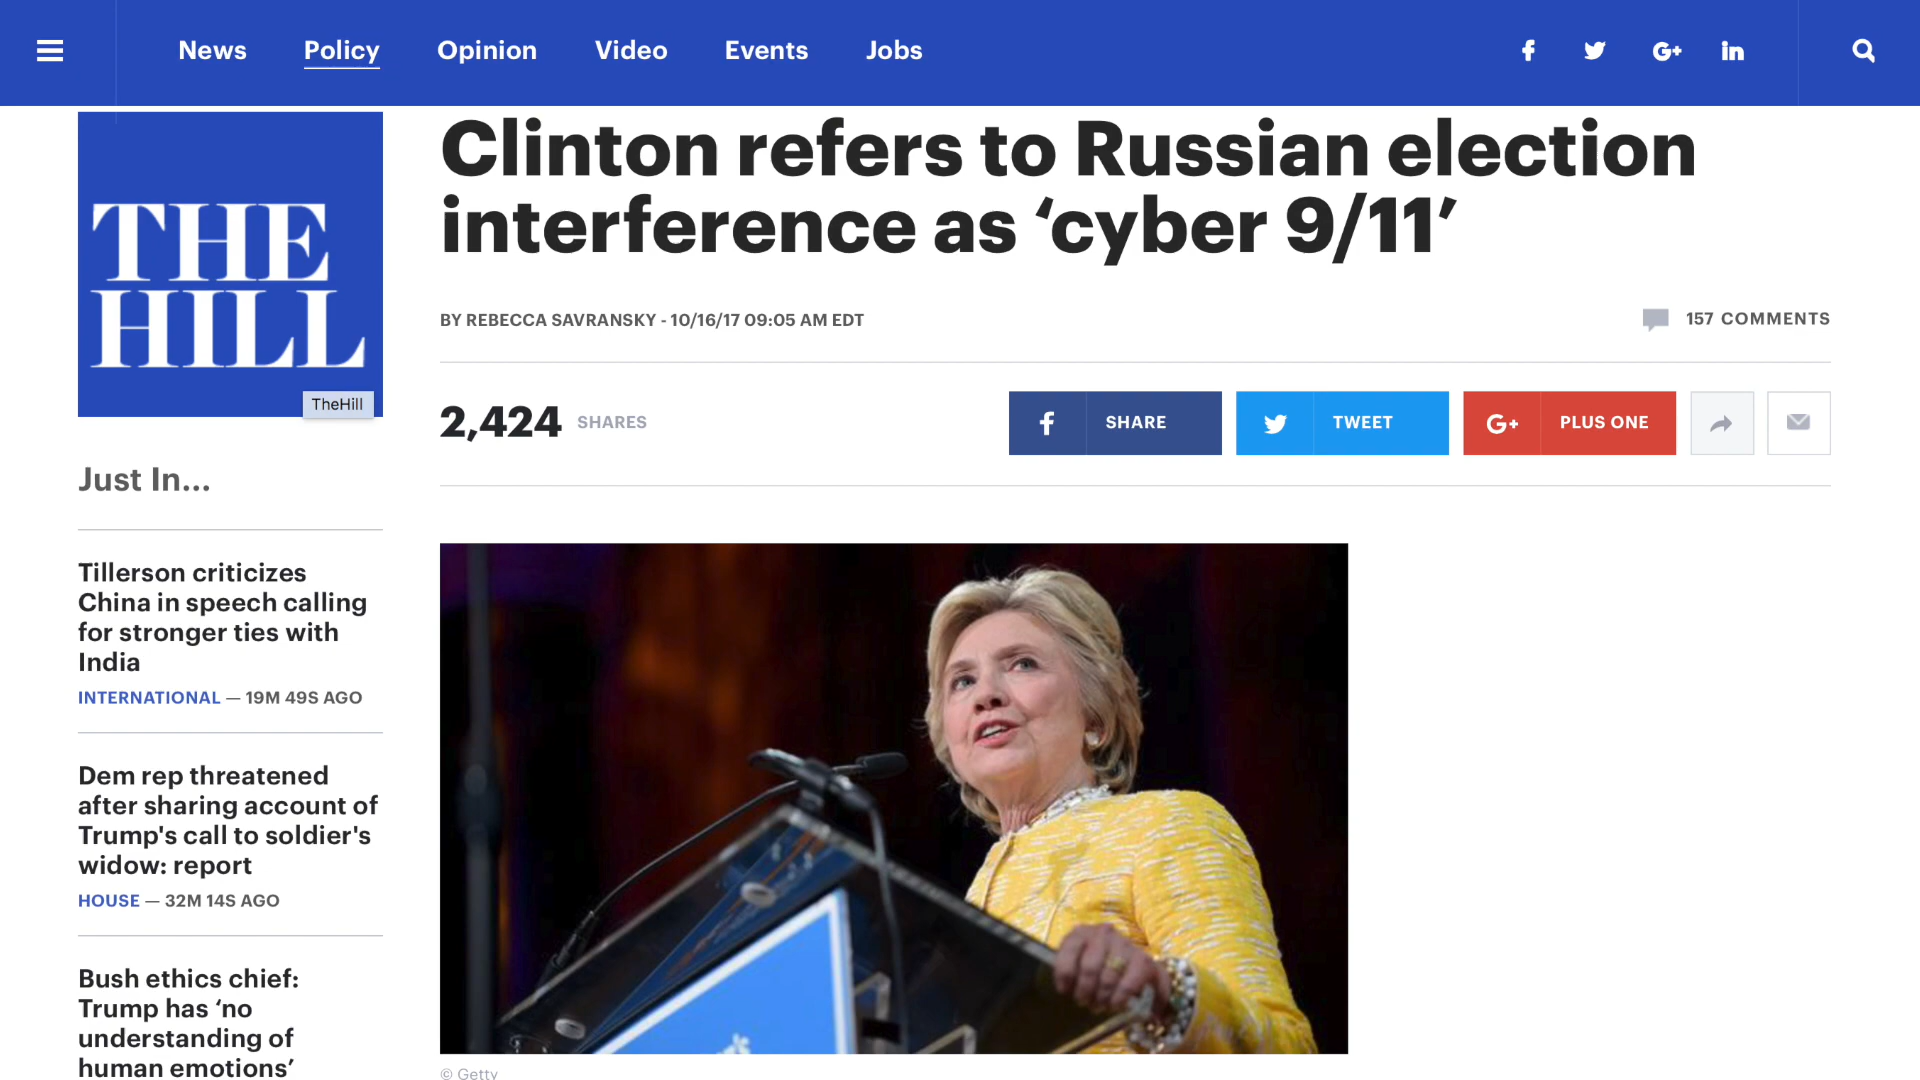 News Policy Opinion Video Events Jobs
G+ in
THE
HILL
TheHill
Just In...
Tillerson criticizes
China in speech calling
for stronger ties with
India
INTERNATIONAL — 19M 49S AGO
Dem rep threatened
after sharing account of
Trump's call to soldier's
widow: report
HOUSE — 32M 14S AGO
Bush ethics chief:
Trump has ‘no
understanding of
human emotions’
Clinton refers to Russian election
interference as ‘cyber 9/11’
BY REBECCA SAVRANSKY - 10/16/17 09:05 AM EDT
157 COMMENTS
2,424 SHARES
SHARE
TWEET
G+ PLUS ONE
© Getty